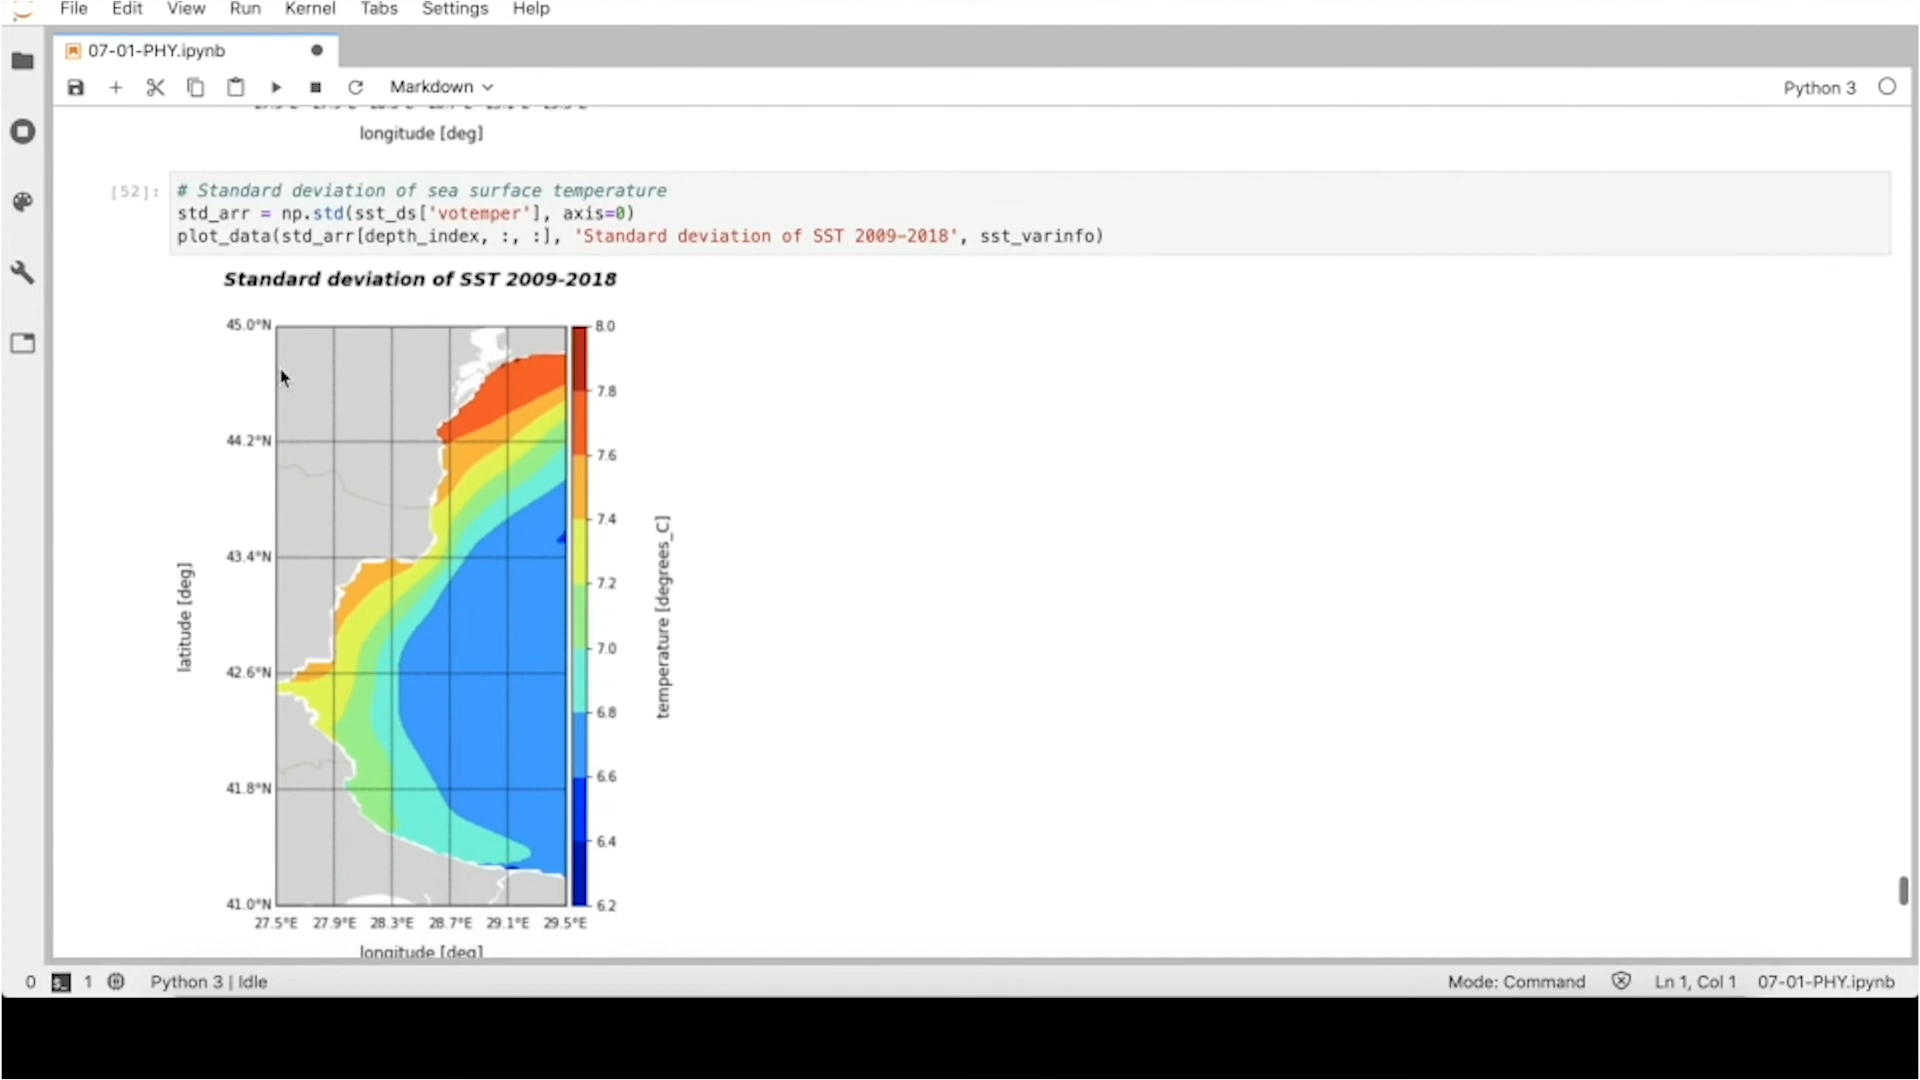 File Edit View Run Kernel Tabs Settings Help
07-01-PHY.ipynb
Markdown
Python 3
longitude [deg]
[52]:
# Standard deviation of sea surface temperature
std_arr = np.std(sst_ds['votemper'], axis=0)
plot_data(std_arr[depth_index, :, :], 'Standard deviation of SST 2009-2018', sst_varinfo)
Standard deviation of SST 2009-2018
45.0°N
44.2°N
43.4°N
42.6°N
41.8°N
41.0°N
latitude [deg]
27.5°E 27.9°E 28.3°E 28.7°E 29.1°E 29.5°E
longitude [deg]
8.0
7.8
7.6
7.4
7.2
7.0
6.8
6.6
6.4
6.2
temperature [degrees_C]
0 1 Python 3 | Idle
Mode: Command Ln 1, Col 1 07-01-PHY.ipynb